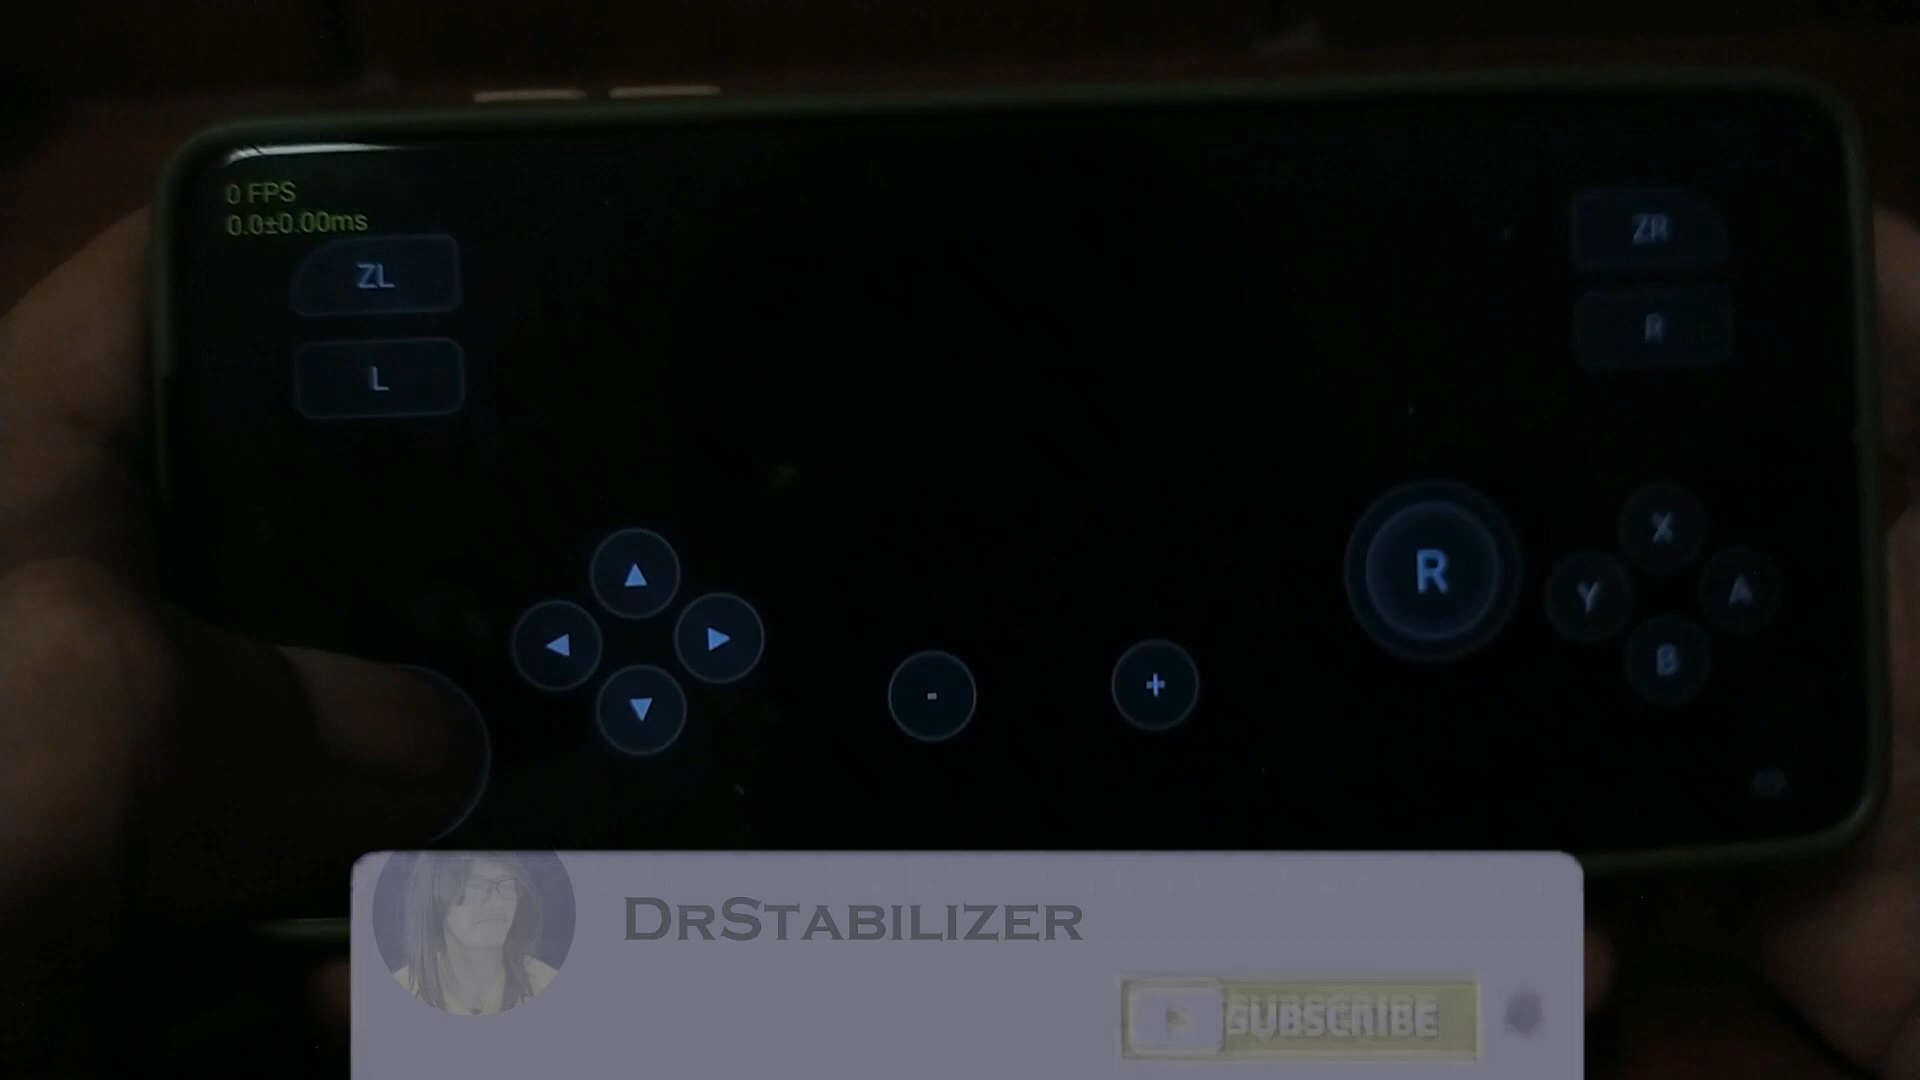 0 FPS
0.0±0.00ms
ZL
ZR
L
R
R
X
Y
A
B
-
+
DRSTABILIZER
SUBSCRIBE